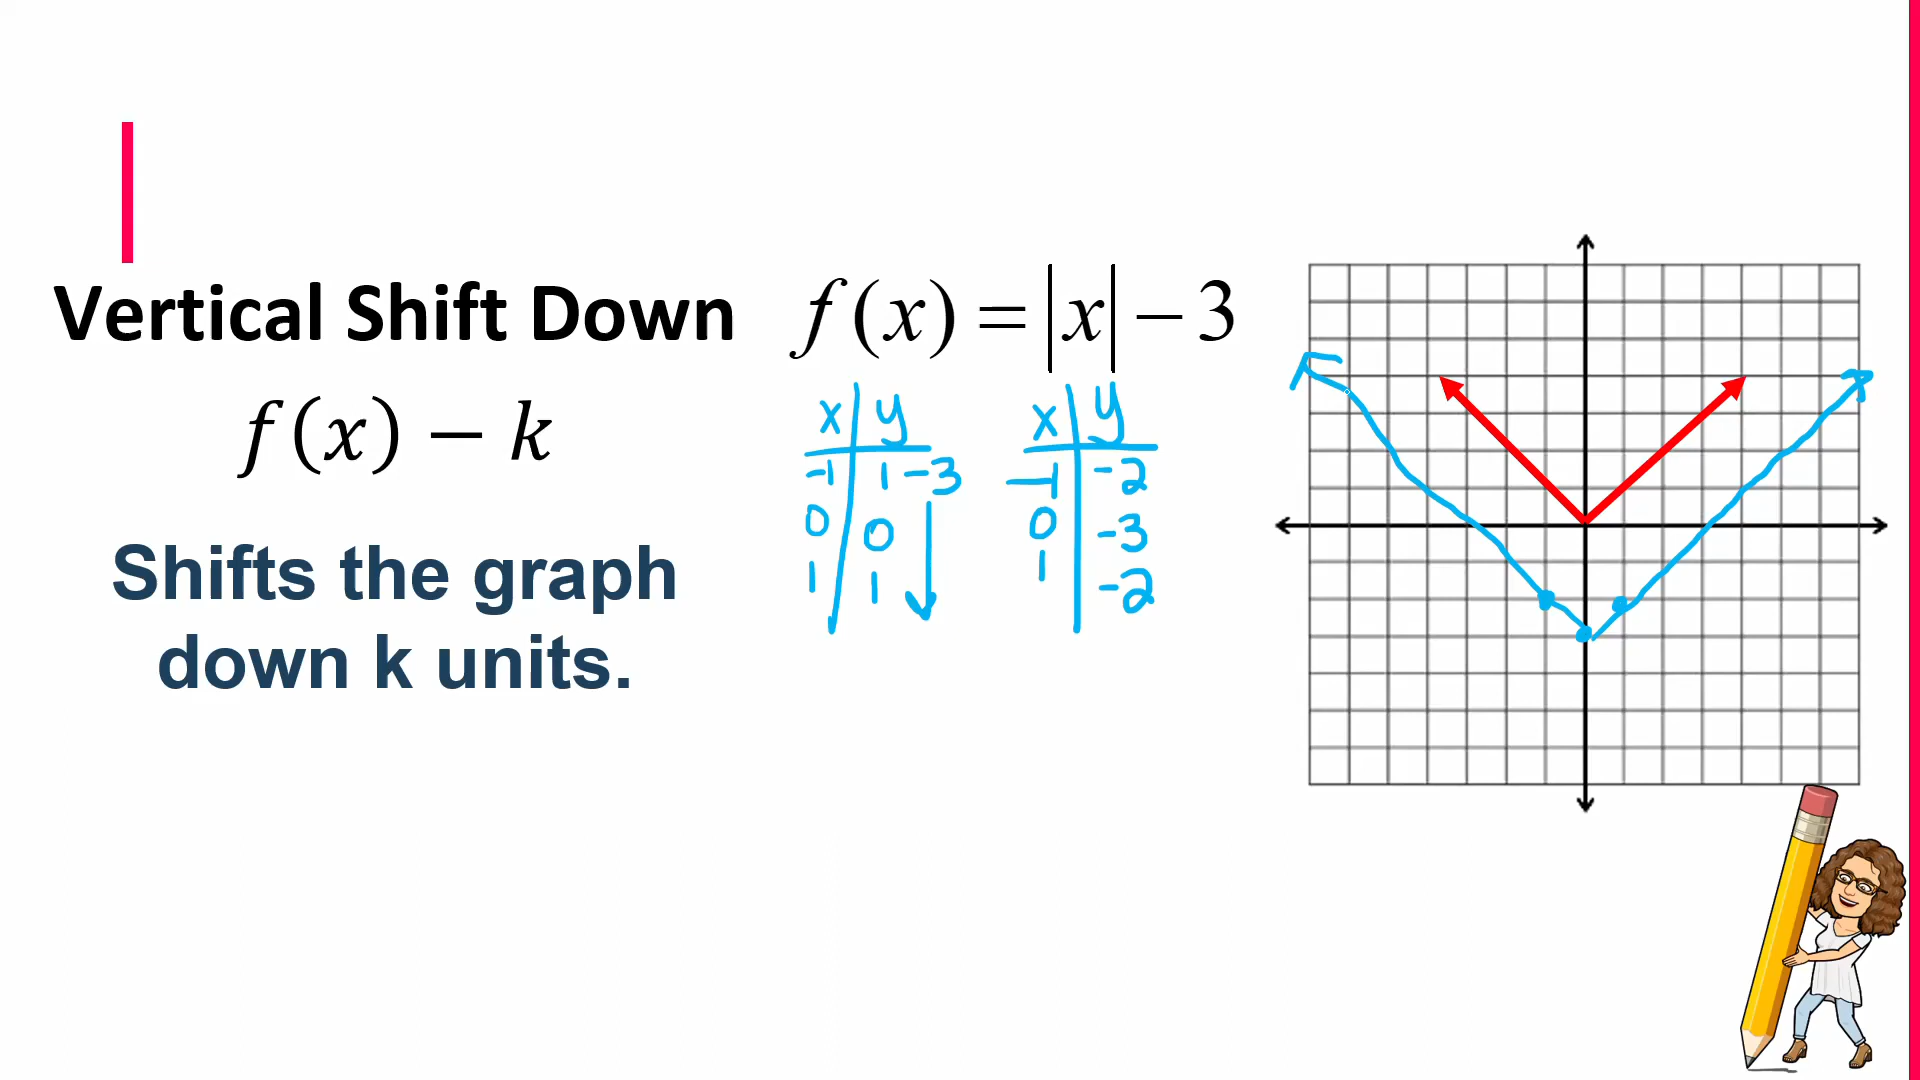 Vertical Shift Down
f(x) − k
Shifts the graph
down k units.
f(x) = |x| − 3
x y
-1 1 -3
0 0
1 1
x y
-1 -2
0 -3
1 -2